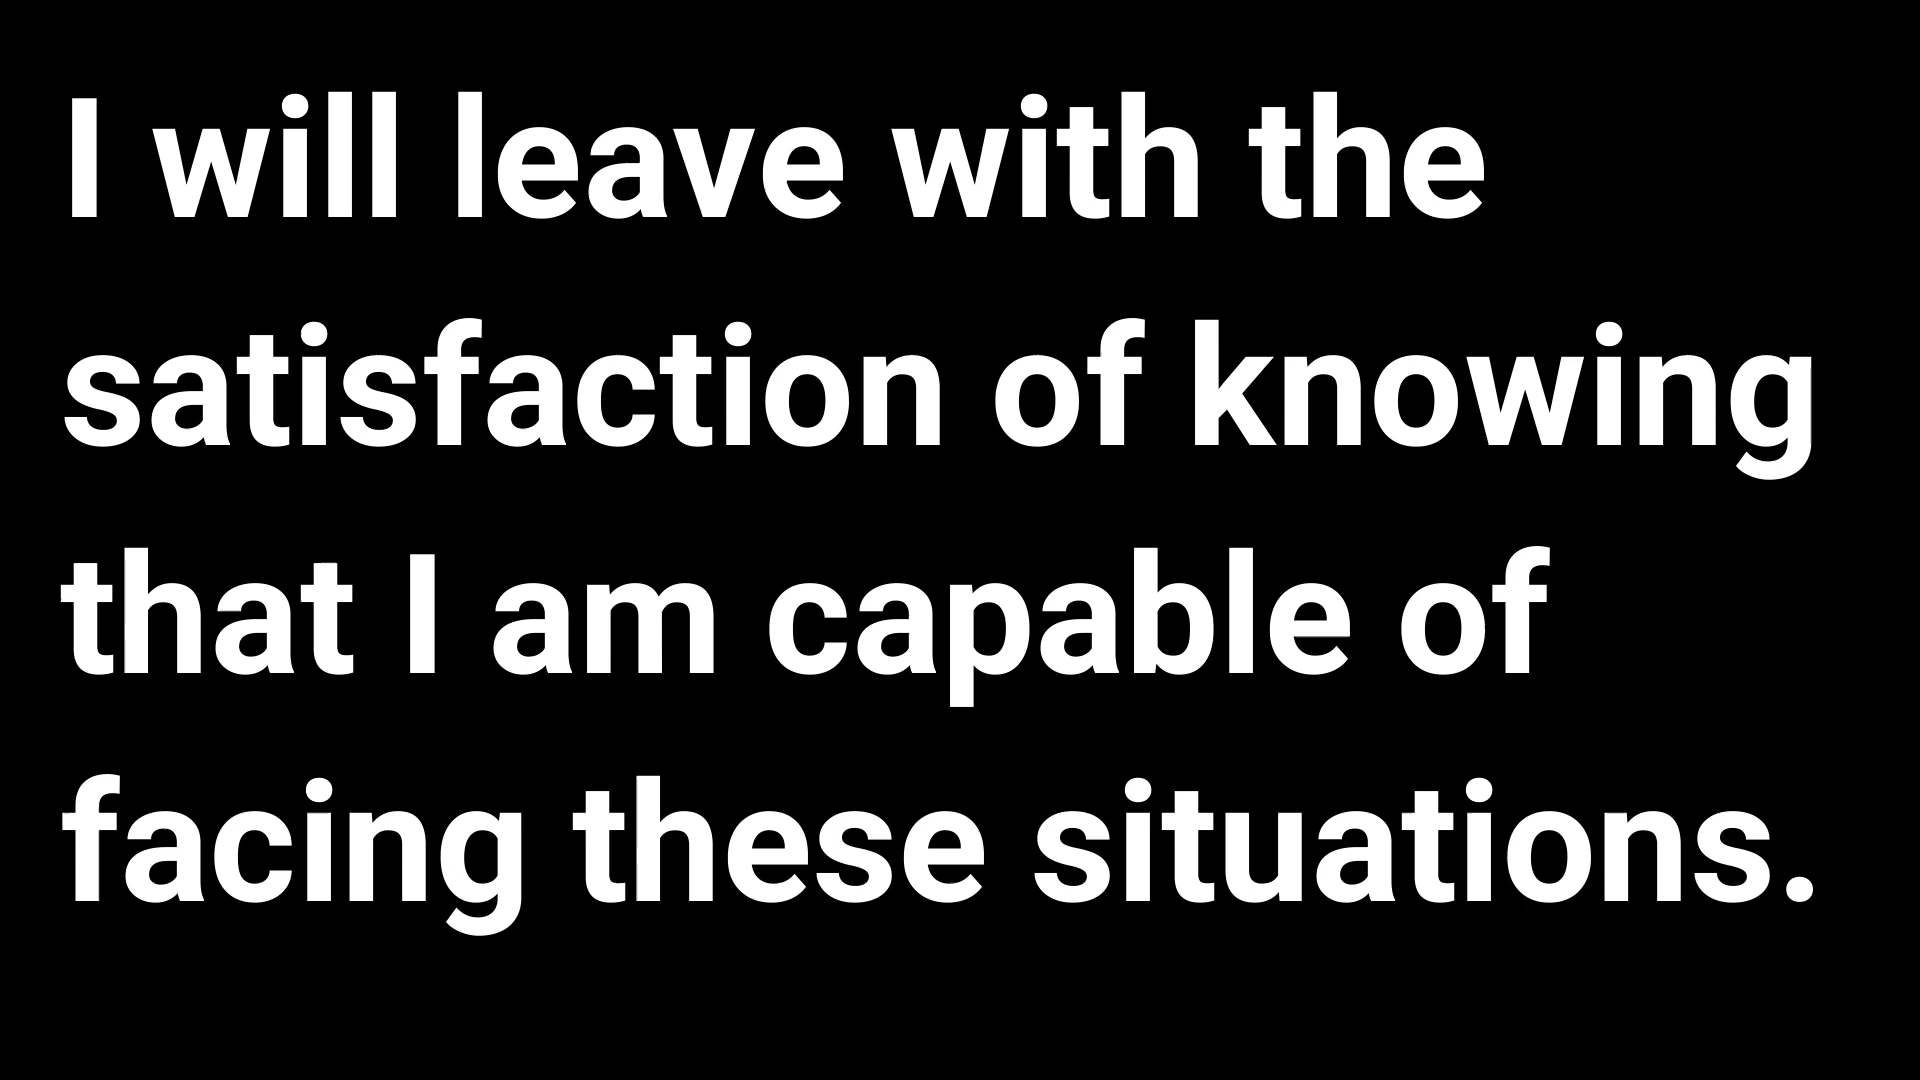 I will leave with the
satisfaction of knowing
that I am capable of
facing these situations.